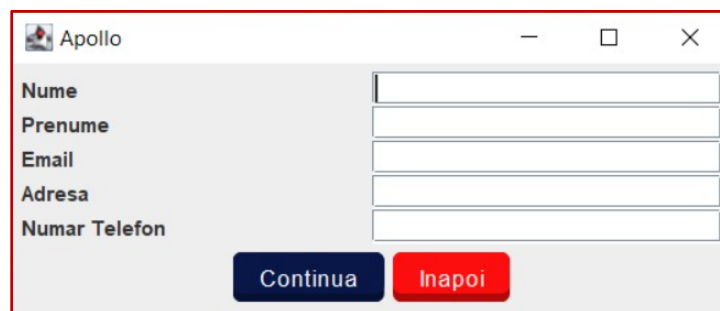 Apollo
Nume
Prenume
Email
Adresa
Numar Telefon
Continua Inapoi